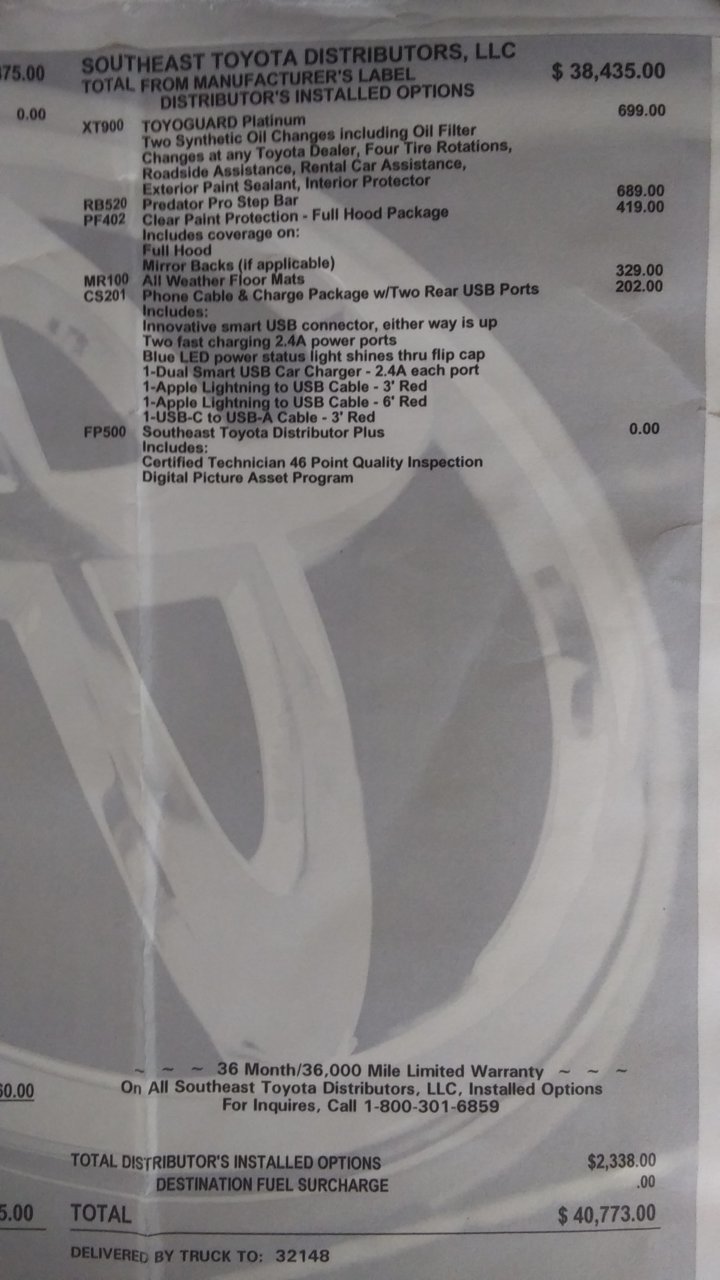 SOUTHEAST TOYOTA DISTRIBUTORS, LLC
75.00 TOTAL FROM MANUFACTURER'S LABEL $ 38,435.00
DISTRIBUTOR'S INSTALLED OPTIONS
0.00
XT900 TOYOGUARD Platinum 699.00
Two Synthetic Oil Changes including Oil Filter
Changes at any Toyota Dealer, Four Tire Rotations,
Roadside Assistance, Rental Car Assistance,
Exterior Paint Sealant, Interior Protector
RB520 Predator Pro Step Bar 689.00
PF402 Clear Paint Protection - Full Hood Package 419.00
Includes coverage on:
Full Hood
Mirror Backs (if applicable)
MR100 All Weather Floor Mats 329.00
CS201 Phone Cable & Charge Package w/Two Rear USB Ports 202.00
Includes:
Innovative smart USB connector, either way is up
Two fast charging 2.4A power ports
Blue LED power status light shines thru flip cap
1-Dual Smart USB Car Charger - 2.4A each port
1-Apple Lightning to USB Cable - 3' Red
1-Apple Lightning to USB Cable - 6' Red
1-USB-C to USB-A Cable - 3' Red
FP500 Southeast Toyota Distributor Plus 0.00
Includes:
Certified Technician 46 Point Quality Inspection
Digital Picture Asset Program
~ ~ ~ 36 Month/36,000 Mile Limited Warranty ~ ~ ~
0.00 On All Southeast Toyota Distributors, LLC, Installed Options
For Inquires, Call 1-800-301-6859
TOTAL DISTRIBUTOR'S INSTALLED OPTIONS $2,338.00
DESTINATION FUEL SURCHARGE .00
5.00 TOTAL $ 40,773.00
DELIVERED BY TRUCK TO: 32148